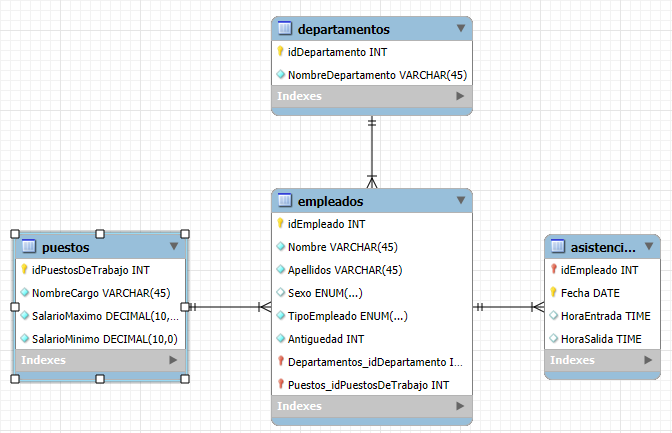 departamentos
idDepartamento INT
NombreDepartamento VARCHAR(45)
Indexes
empleados
idEmpleado INT
Nombre VARCHAR(45)
Apellidos VARCHAR(45)
Sexo ENUM(...)
TipoEmpleado ENUM(...)
Antiguedad INT
Departamentos_idDepartamento I...
Puestos_idPuestosDeTrabajo INT
Indexes
puestos
idPuestosDeTrabajo INT
NombreCargo VARCHAR(45)
SalarioMaximo DECIMAL(10,...
SalarioMinimo DECIMAL(10,0)
Indexes
asistenci...
idEmpleado INT
Fecha DATE
HoraEntrada TIME
HoraSalida TIME
Indexes